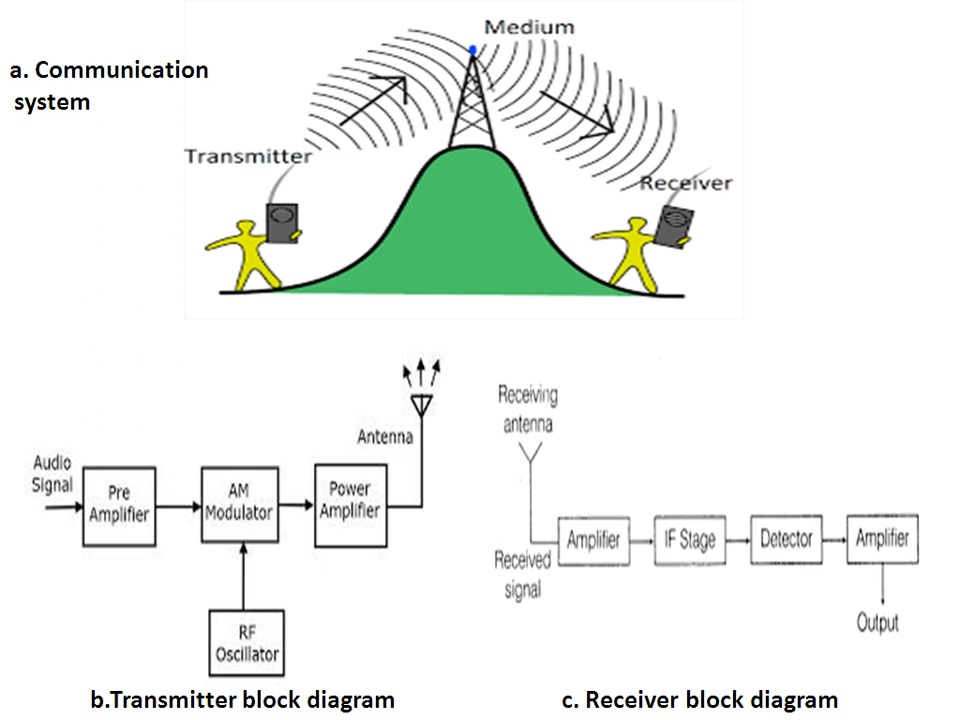 Medium
a. Communication
system
Transmitter
Receiver
Audio
Signal
Pre
Amplifier
AM
Modulator
Power
Amplifier
Antenna
RF
Oscillator
b.Transmitter block diagram
Receiving
antenna
Received
signal
Amplifier
IF Stage
Detector
Amplifier
Output
c. Receiver block diagram